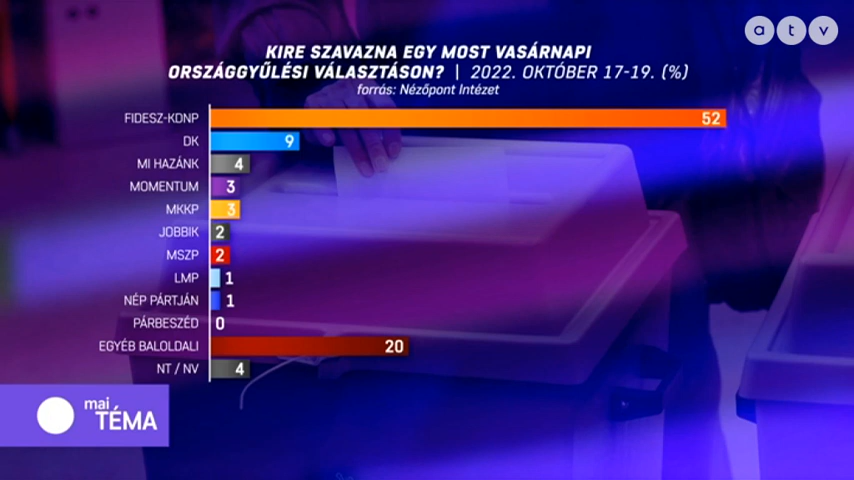 atv
KIRE SZAVAZNA EGY MOST VASÁRNAPI
ORSZÁGGYŰLÉSI VÁLASZTÁSON? | 2022. OKTÓBER 17-19. (%)
forrás: Nézőpont Intézet
FIDESZ-KDNP 52
DK 9
MI HAZÁNK 4
MOMENTUM 3
MKKP 3
JOBBIK 2
MSZP 2
LMP 1
NÉP PÁRTJÁN 1
PÁRBESZÉD 0
EGYÉB BALOLDALI 20
NT / NV 4
mai
TÉMA